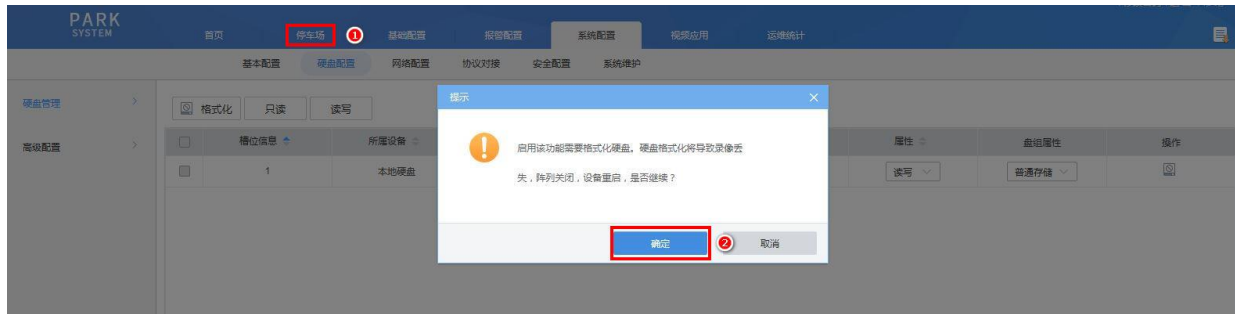 PARK
SYSTEM
首页 停车场 1 基础配置 报警配置 系统配置 视频应用 运维统计
基本配置 硬盘配置 网络配置 协议对接 安全配置 系统维护
硬盘管理
高级配置
格式化 只读 读写
槽位信息 所属设备 属性 盘组属性 操作
1 本地硬盘 读写 普通存储
提示
启用该功能需要格式化硬盘。硬盘格式化将导致录像丢
失，阵列关闭，设备重启，是否继续？
确定 2 取消